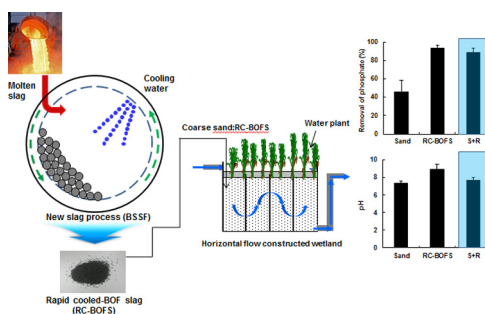 Molten
slag
Cooling
water
New slag process (BSSF)
Rapid cooled-BOF slag
(RC-BOFS)
Coarse sand:RC-BOFS
Water plant
Horizontal flow constructed wetland
Removal of phosphate (%)
100
80
60
40
20
0
Sand
RC-BOFS
S+R
pH
12
10
8
6
4
2
0
Sand
RC-BOFS
S+R